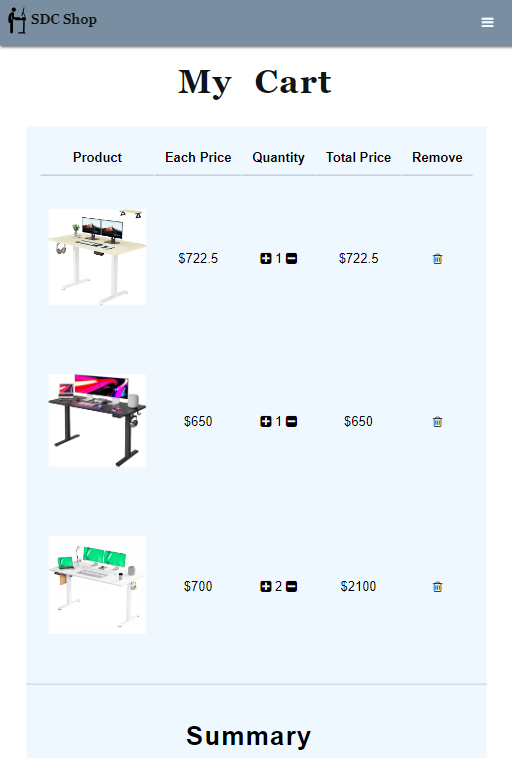 SDC Shop
My Cart
Product Each Price Quantity Total Price Remove
$722.5 1 $722.5
$650 1 $650
$700 2 $2100
Summary